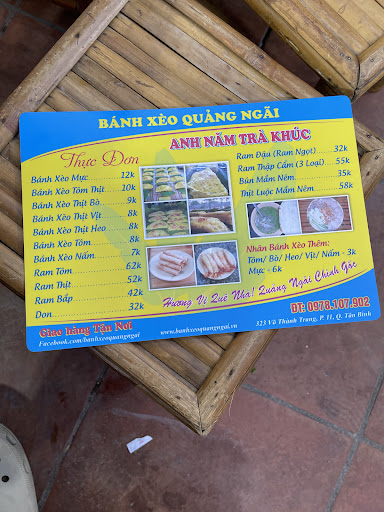 BÁNH XÈO QUẢNG NGÃI
ANH NĂM TRÀ KHÚC
Thực Đơn
Bánh Xèo Mực 12k
Bánh Xèo Tôm Thịt 10k
Bánh Xèo Thịt Bò 9k
Bánh Xèo Thịt Vịt 8k
Bánh Xèo Thịt Heo 8k
Bánh Xèo Tôm 8k
Bánh Xèo Nấm 7k
Ram Tôm 62k
Ram Thịt 52k
Ram Bắp 42k
Don 32k
Ram Đậu (Ram Ngọt) 32k
Ram Thập Cẩm (3 Loại) 55k
Bún Mắm Nêm 35k
Thịt Luộc Mắm Nêm 58k
Nhân Bánh Xèo Thêm:
Tôm/ Bò/ Heo/ Vịt/ Nấm - 3k
Mực - 6k
Hương Vị Quê Nhà! Quảng Ngãi Chính Gốc
Giao hàng Tận Nơi
Facebook.com/banhxeoquangngai
www.banhxeoquangngai.vn
ĐT: 0978.107.902
323 Võ Thành Trang, P. 11, Q. Tân Bình